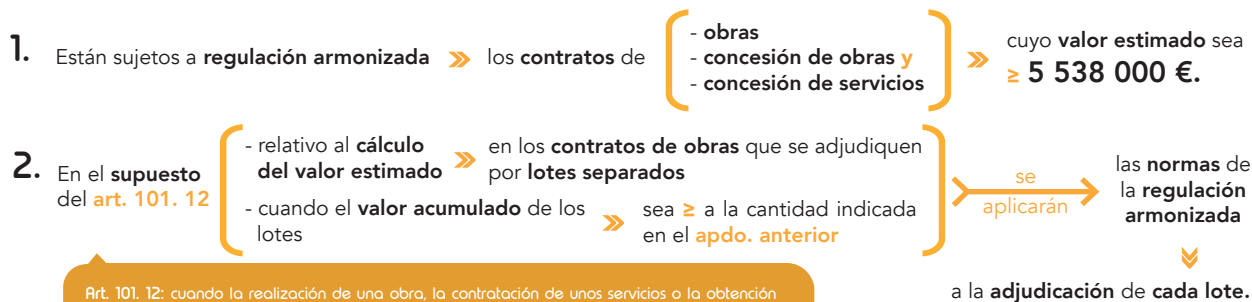 1. Están sujetos a regulación armonizada » los contratos de
- obras
- concesión de obras y
- concesión de servicios
» cuyo valor estimado sea
≥ 5 538 000 €.
2. En el supuesto
del art. 101. 12
- relativo al cálculo
del valor estimado
» en los contratos de obras que se adjudiquen
por lotes separados
- cuando el valor acumulado de los
lotes
» sea ≥ a la cantidad indicada
en el apdo. anterior
se
aplicarán
las normas de
la regulación
armonizada
a la adjudicación de cada lote.
Art. 101. 12: cuando la realización de una obra, la contratación de unos servicios o la obtención